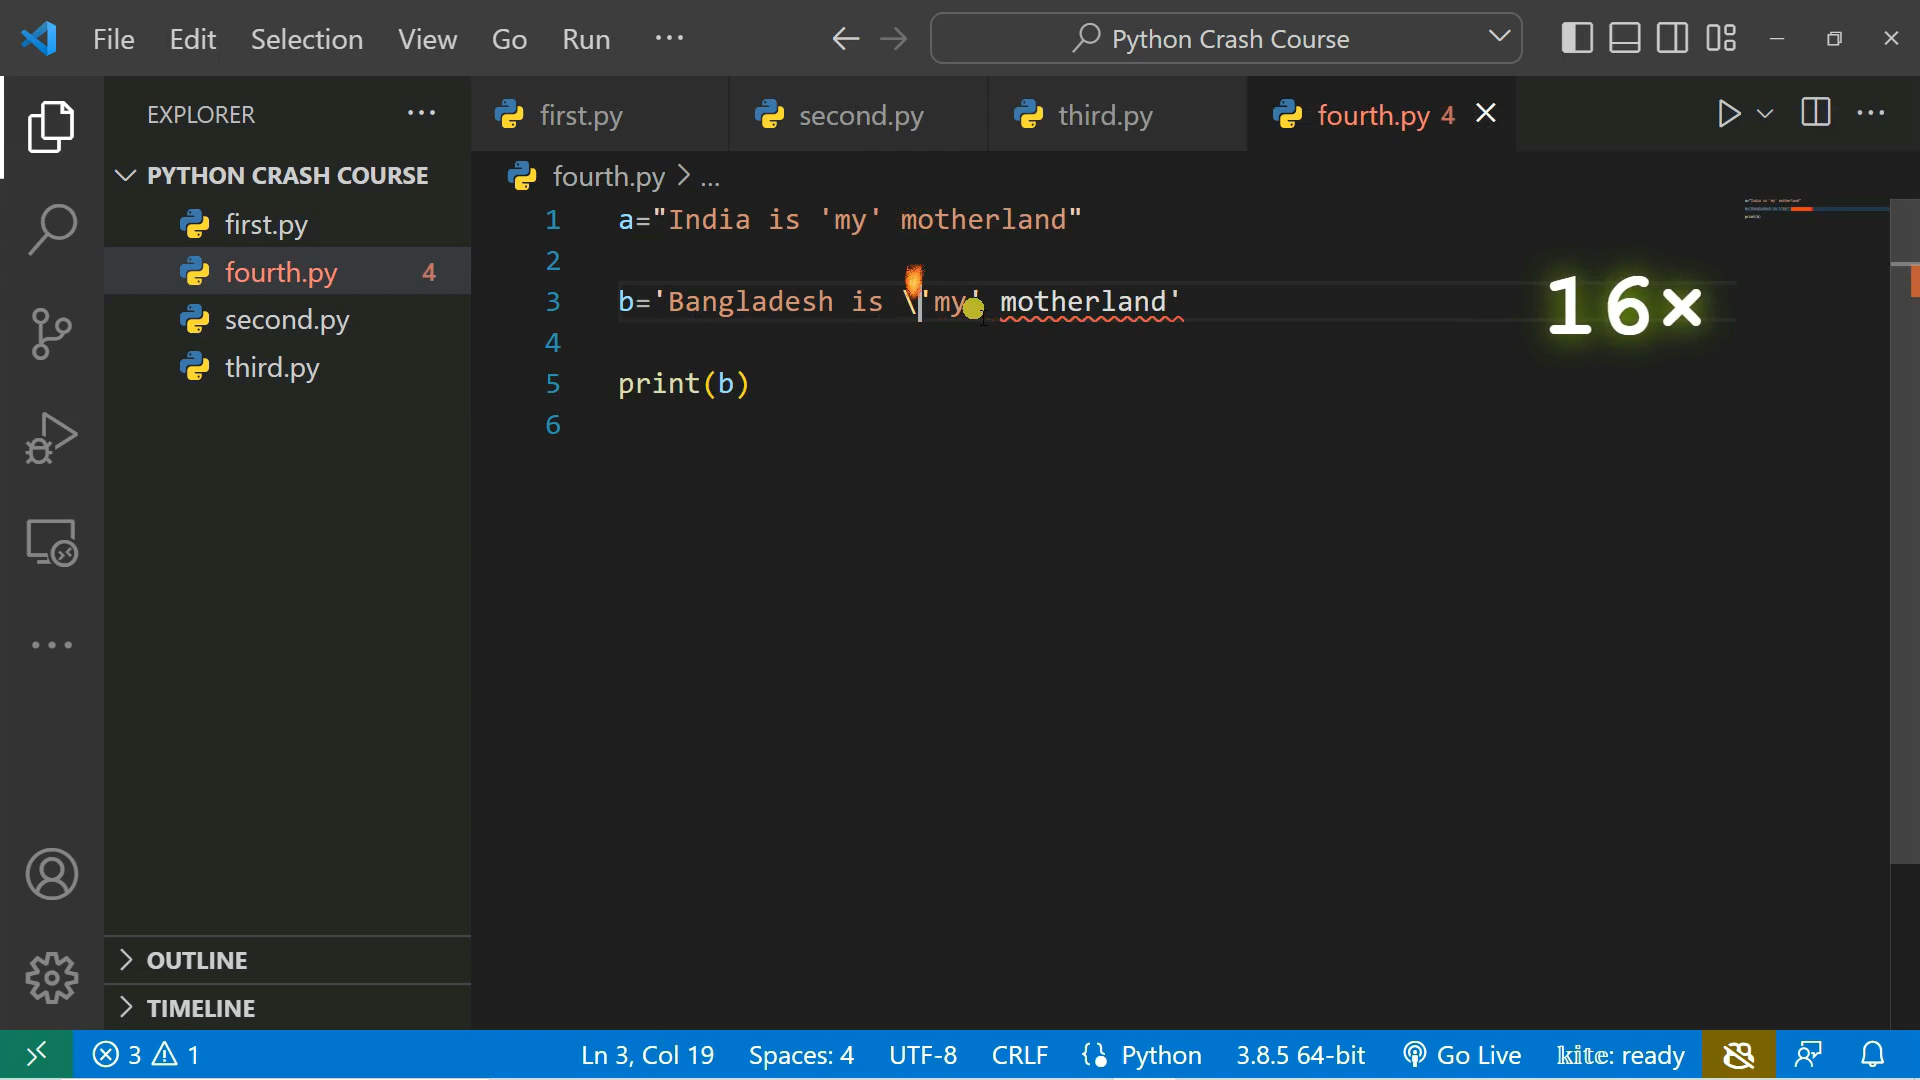 File Edit Selection View Go Run ··· Python Crash Course
EXPLORER ···
first.py second.py third.py fourth.py 4
PYTHON CRASH COURSE
fourth.py > ...
first.py
fourth.py 4
second.py
third.py
1 a="India is 'my' motherland"
2
3 b='Bangladesh is \'my' motherland'
4
5 print(b)
6
16×
OUTLINE
TIMELINE
3 1 Ln 3, Col 19 Spaces: 4 UTF-8 CRLF Python 3.8.5 64-bit Go Live kite: ready